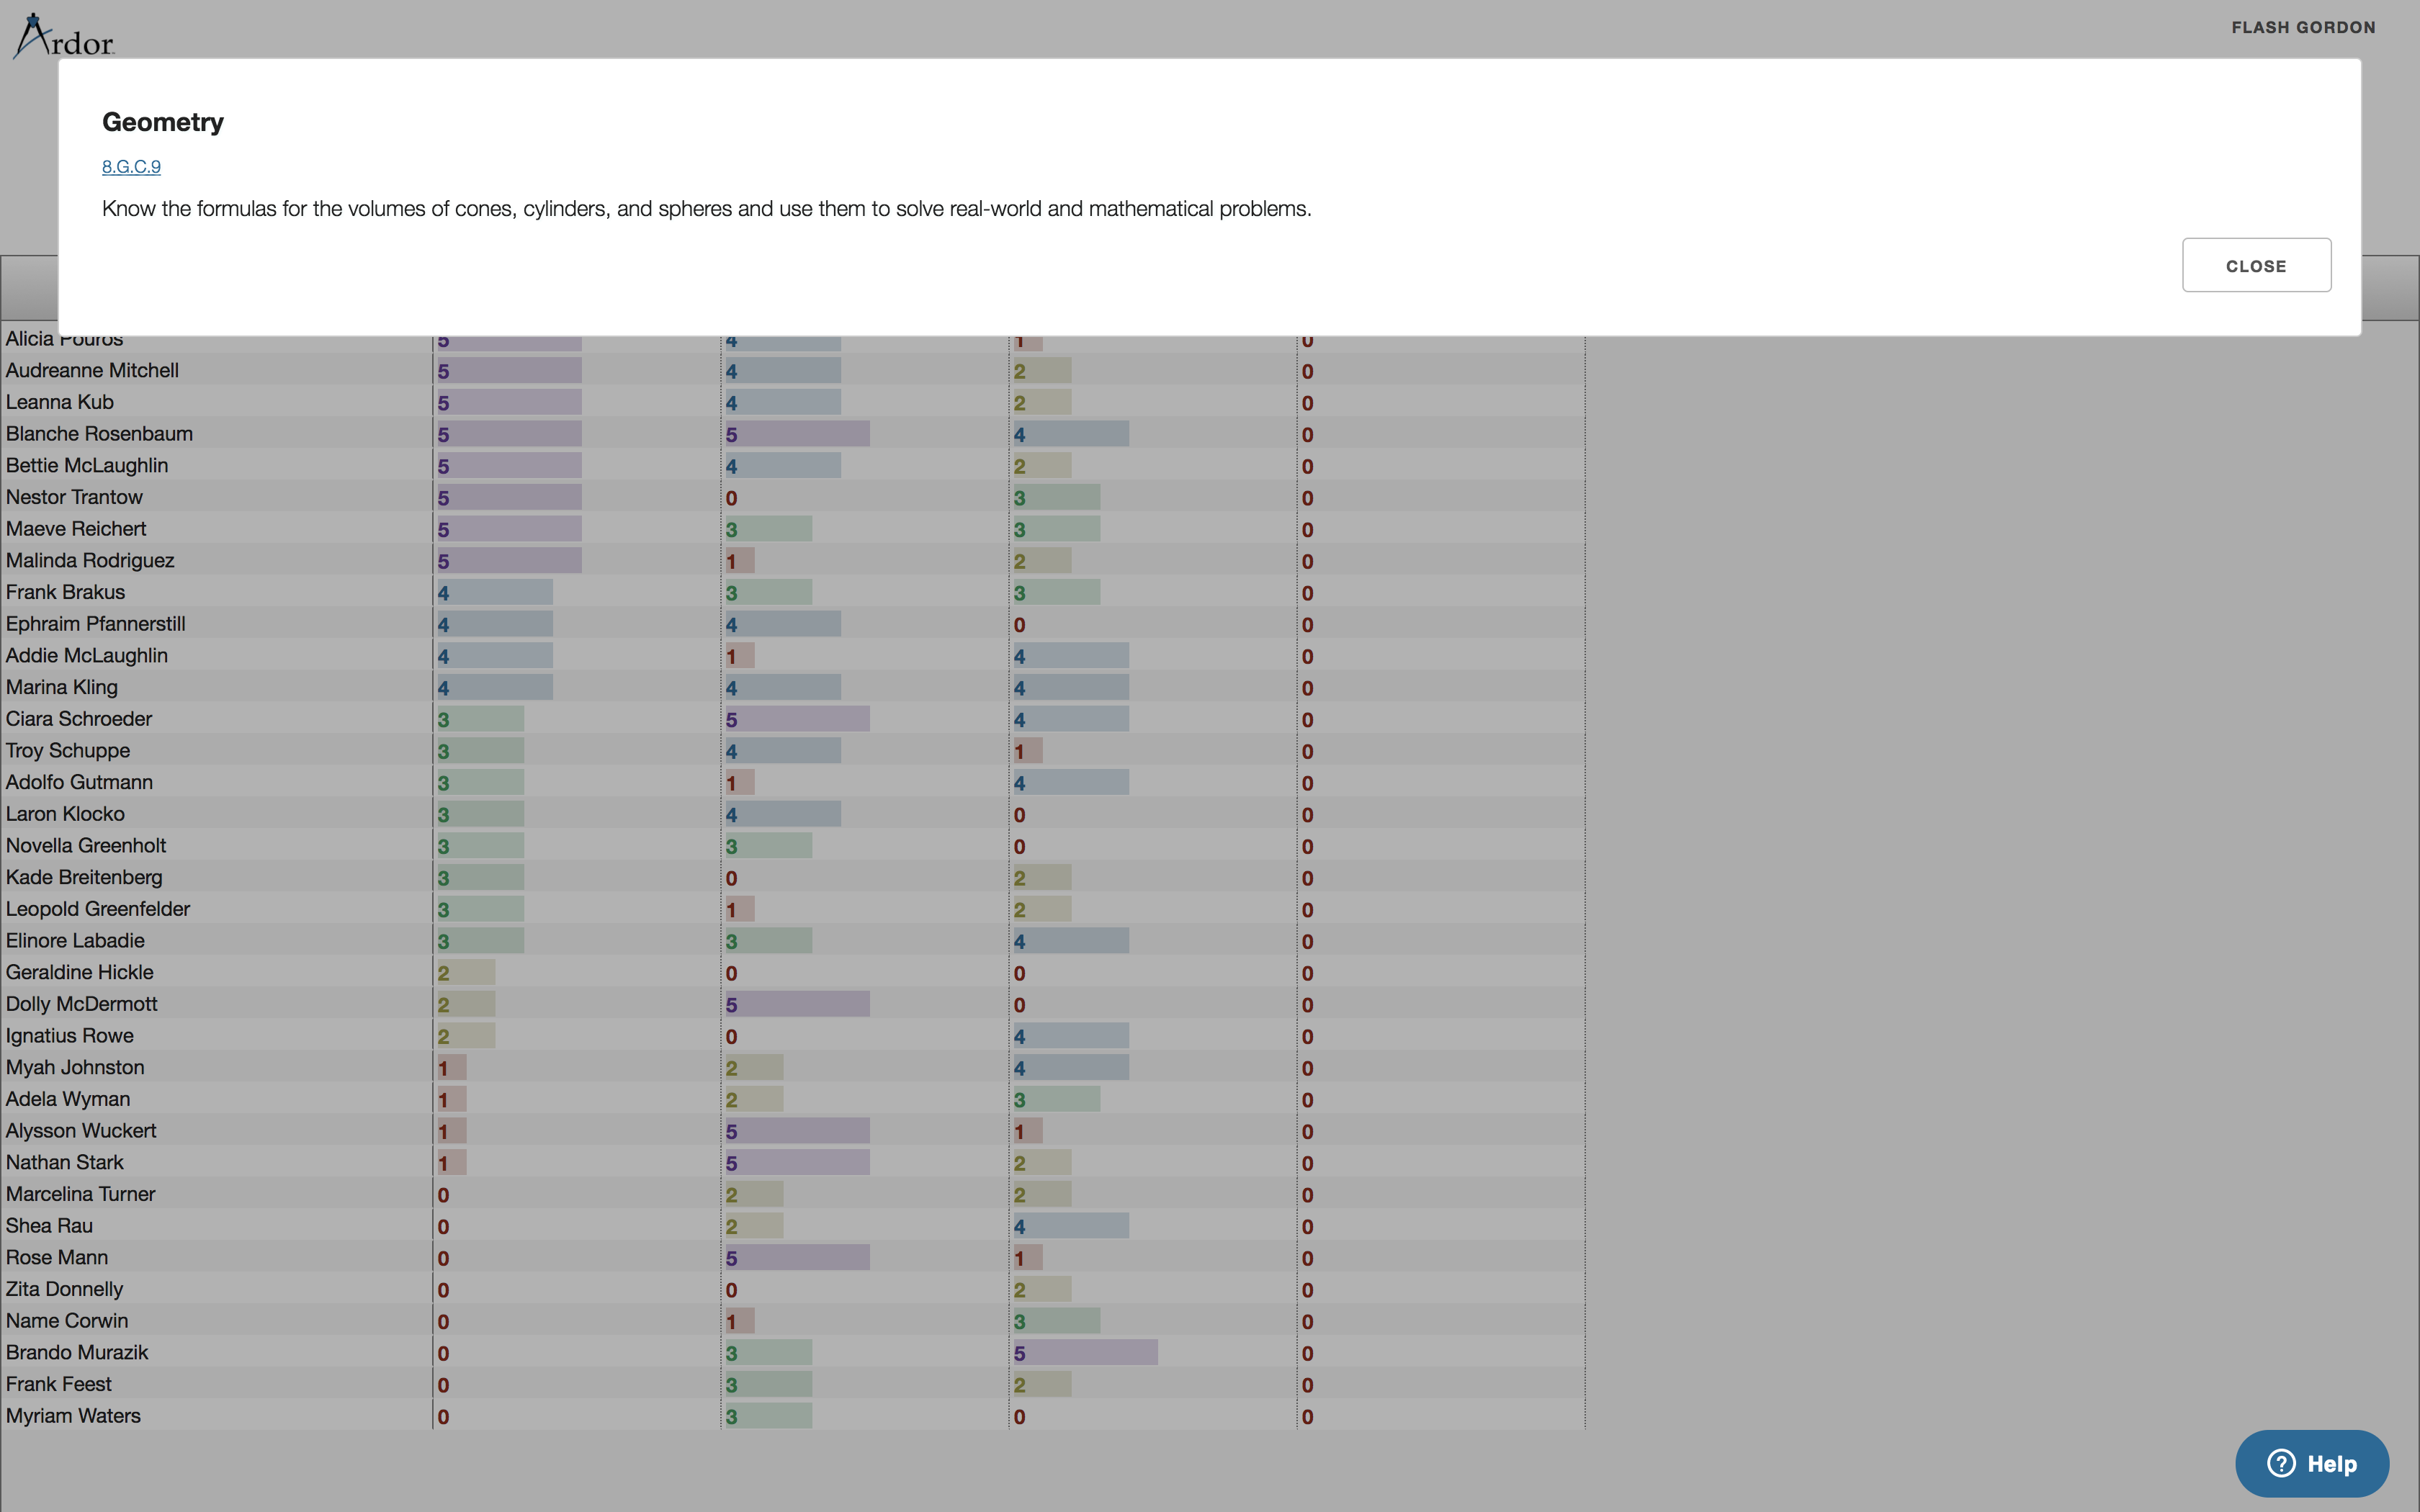 Ardor
FLASH GORDON
Geometry
8.G.C.9
Know the formulas for the volumes of cones, cylinders, and spheres and use them to solve real-world and mathematical problems.
CLOSE
Alicia Pouros 5 4 1 0
Audreanne Mitchell 5 4 2 0
Leanna Kub 5 4 2 0
Blanche Rosenbaum 5 5 4 0
Bettie McLaughlin 5 4 2 0
Nestor Trantow 5 0 3 0
Maeve Reichert 5 3 3 0
Malinda Rodriguez 5 1 2 0
Frank Brakus 4 3 3 0
Ephraim Pfannerstill 4 4 0 0
Addie McLaughlin 4 1 4 0
Marina Kling 4 4 4 0
Ciara Schroeder 3 5 4 0
Troy Schuppe 3 4 1 0
Adolfo Gutmann 3 1 4 0
Laron Klocko 3 4 0 0
Novella Greenholt 3 3 0 0
Kade Breitenberg 3 0 2 0
Leopold Greenfelder 3 1 2 0
Elinore Labadie 3 3 4 0
Geraldine Hickle 2 0 0 0
Dolly McDermott 2 5 0 0
Ignatius Rowe 2 0 4 0
Myah Johnston 1 2 4 0
Adela Wyman 1 2 3 0
Alysson Wuckert 1 5 1 0
Nathan Stark 1 5 2 0
Marcelina Turner 0 2 2 0
Shea Rau 0 2 4 0
Rose Mann 0 5 1 0
Zita Donnelly 0 0 2 0
Name Corwin 0 1 3 0
Brando Murazik 0 3 5 0
Frank Feest 0 3 2 0
Myriam Waters 0 3 0 0
? Help